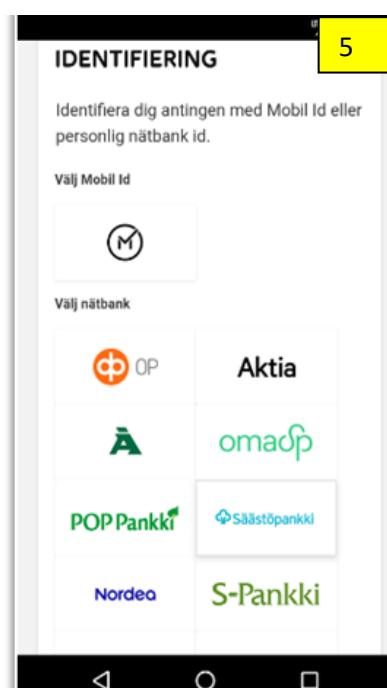 5
IDENTIFIERING
Identifiera dig antingen med Mobil Id eller
personlig nätbank id.
Välj Mobil Id
M
Välj nätbank
OP
Aktia
Ä
omasp
POP Pankki
Säästöpankki
Nordea
S-Pankki